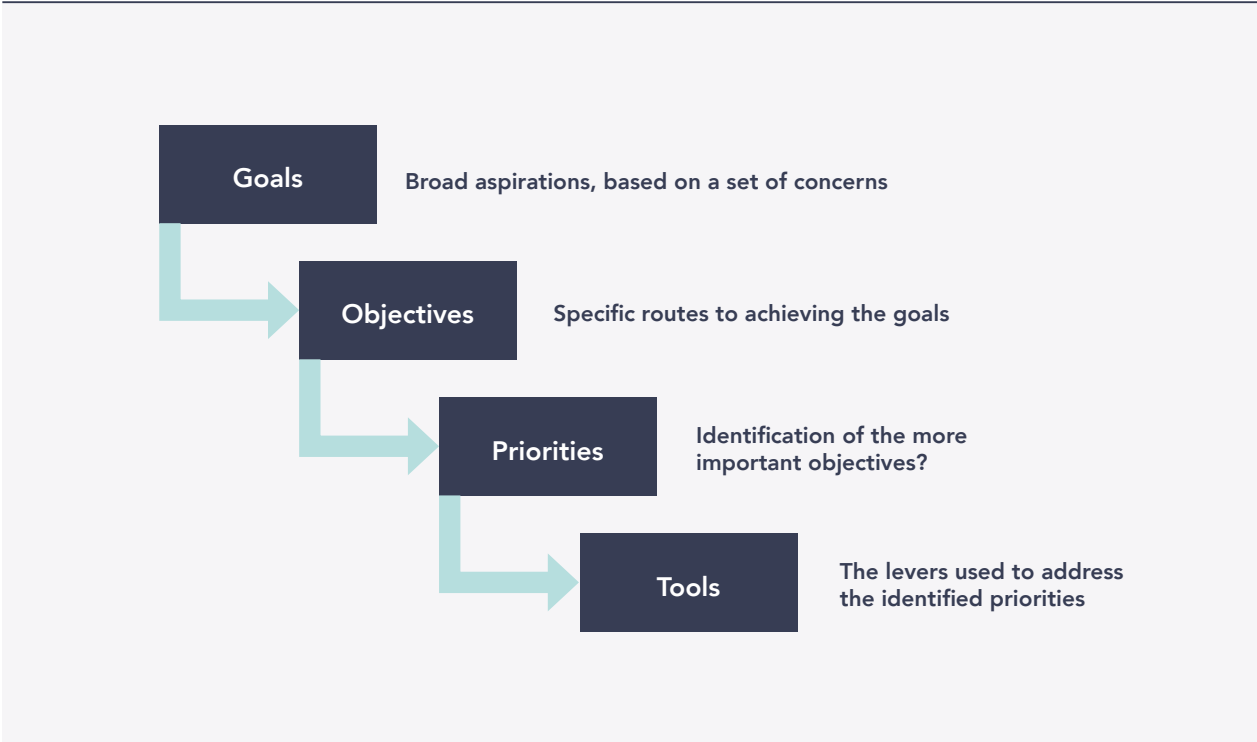 Goals
Broad aspirations, based on a set of concerns
Objectives
Specific routes to achieving the goals
Priorities
Identification of the more
important objectives?
Tools
The levers used to address
the identified priorities